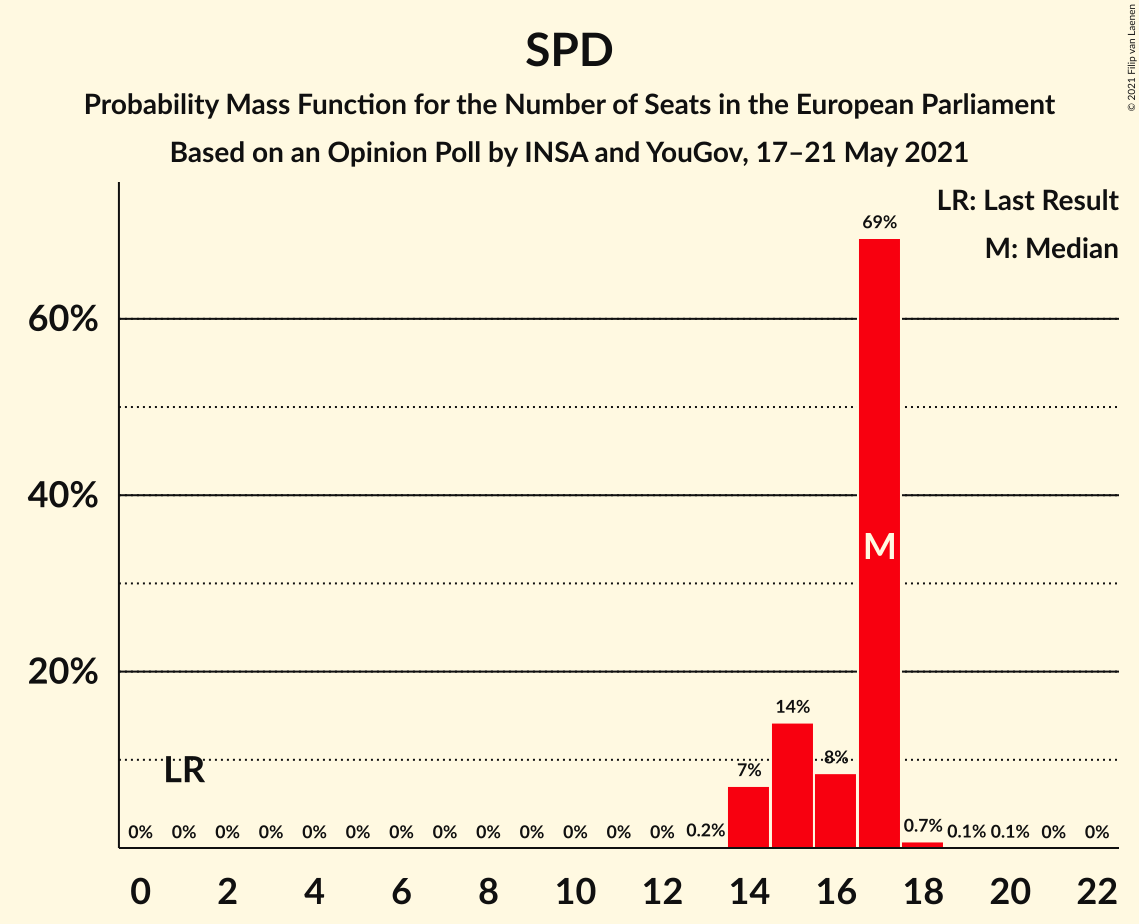 SPD
Probability Mass Function for the Number of Seats in the European Parliament
Based on an Opinion Poll by INSA and YouGov, 17–21 May 2021
© 2021 Filip van Laenen
LR: Last Result
M: Median
69%
60%
40%
M
20%
14%
8%
7%
LR
0% 0% 0% 0% 0% 0% 0% 0% 0% 0% 0% 0% 0% 0.2% 0.7% 0.1% 0.1% 0% 0%
0 2 4 6 8 10 12 14 16 18 20 22